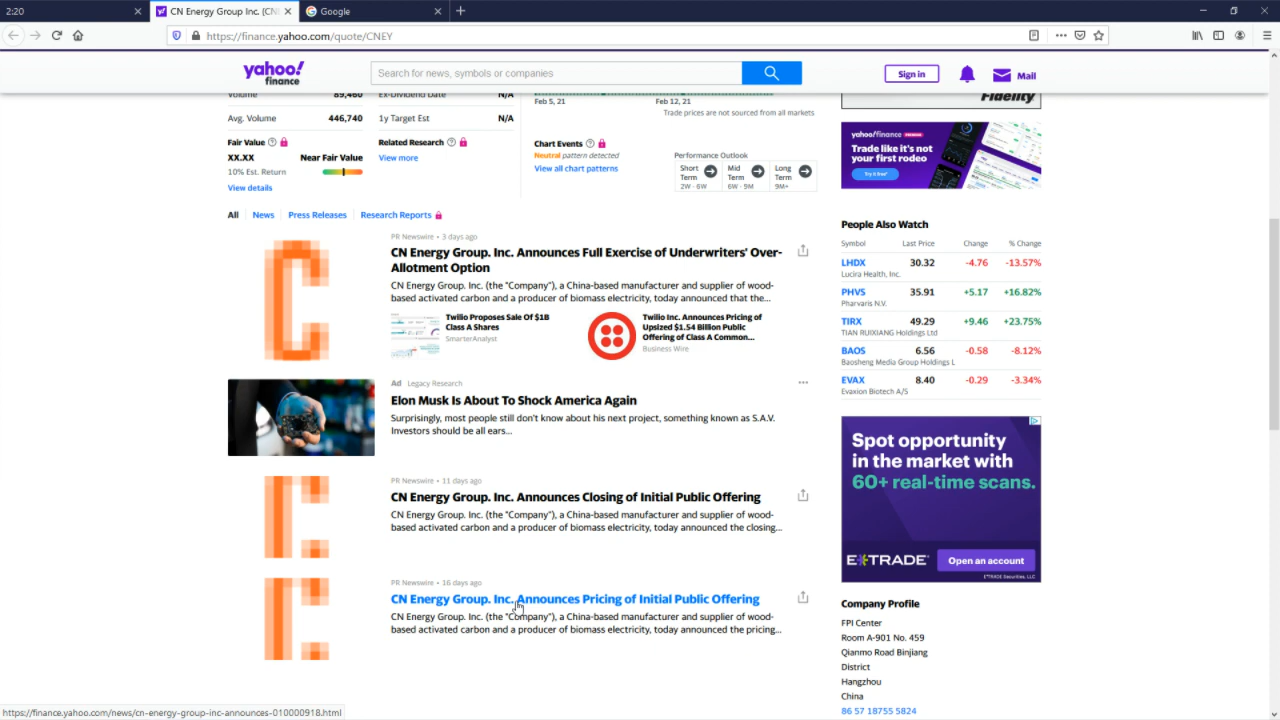 2:20
CN Energy Group Inc. (CNE
Google
https://finance.yahoo.com/quote/CNEY
yahoo!
finance
Search for news, symbols or companies
Sign in
Mail
Volume 89,460
Ex-Dividend Date N/A
Avg. Volume 446,740
1y Target Est N/A
Fair Value
XX.XX Near Fair Value
10% Est. Return
View details
Related Research
View more
Feb 5, 21 Feb 12, 21
Trade prices are not sourced from all markets
Chart Events
Neutral pattern detected
View all chart patterns
Performance Outlook
Short
Term
2W - 6W
Mid
Term
6W - 9M
Long
Term
9M+
All News Press Releases Research Reports
PR Newswire • 3 days ago
CN Energy Group. Inc. Announces Full Exercise of Underwriters' Over-
Allotment Option
CN Energy Group. Inc. (the "Company"), a China-based manufacturer and supplier of wood-
based activated carbon and a producer of biomass electricity, today announced that the...
Twilio Proposes Sale Of $1B
Class A Shares
SmarterAnalyst
Twilio Inc. Announces Pricing of
Upsized $1.54 Billion Public
Offering of Class A Common...
Business Wire
Ad Legacy Research
Elon Musk Is About To Shock America Again
Surprisingly, most people still don't know about his next project, something known as S.A.V.
Investors should be all ears...
PR Newswire • 11 days ago
CN Energy Group. Inc. Announces Closing of Initial Public Offering
CN Energy Group. Inc. (the "Company"), a China-based manufacturer and supplier of wood-
based activated carbon and a producer of biomass electricity, today announced the closing...
PR Newswire • 16 days ago
CN Energy Group. Inc. Announces Pricing of Initial Public Offering
CN Energy Group. Inc. (the "Company"), a China-based manufacturer and supplier of wood-
based activated carbon and a producer of biomass electricity, today announced the pricing...
Fidelity
yahoo!finance PREMIUM
Trade like it's not
your first rodeo
Try it free*
People Also Watch
Symbol Last Price Change % Change
LHDX 30.32 -4.76 -13.57%
Lucira Health, Inc.
PHVS 35.91 +5.17 +16.82%
Pharvaris N.V.
TIRX 49.29 +9.46 +23.75%
TIAN RUIXIANG Holdings Ltd
BAOS 6.56 -0.58 -8.12%
Baosheng Media Group Holdings L
EVAX 8.40 -0.29 -3.34%
Evaxion Biotech A/S
Spot opportunity
in the market with
60+ real-time scans.
E*TRADE
Open an account
E*TRADE Securities, LLC
Company Profile
FPI Center
Room A-901 No. 459
Qianmo Road Binjiang
District
Hangzhou
China
86 57 18755 5824
https://finance.yahoo.com/news/cn-energy-group-inc-announces-010000918.html